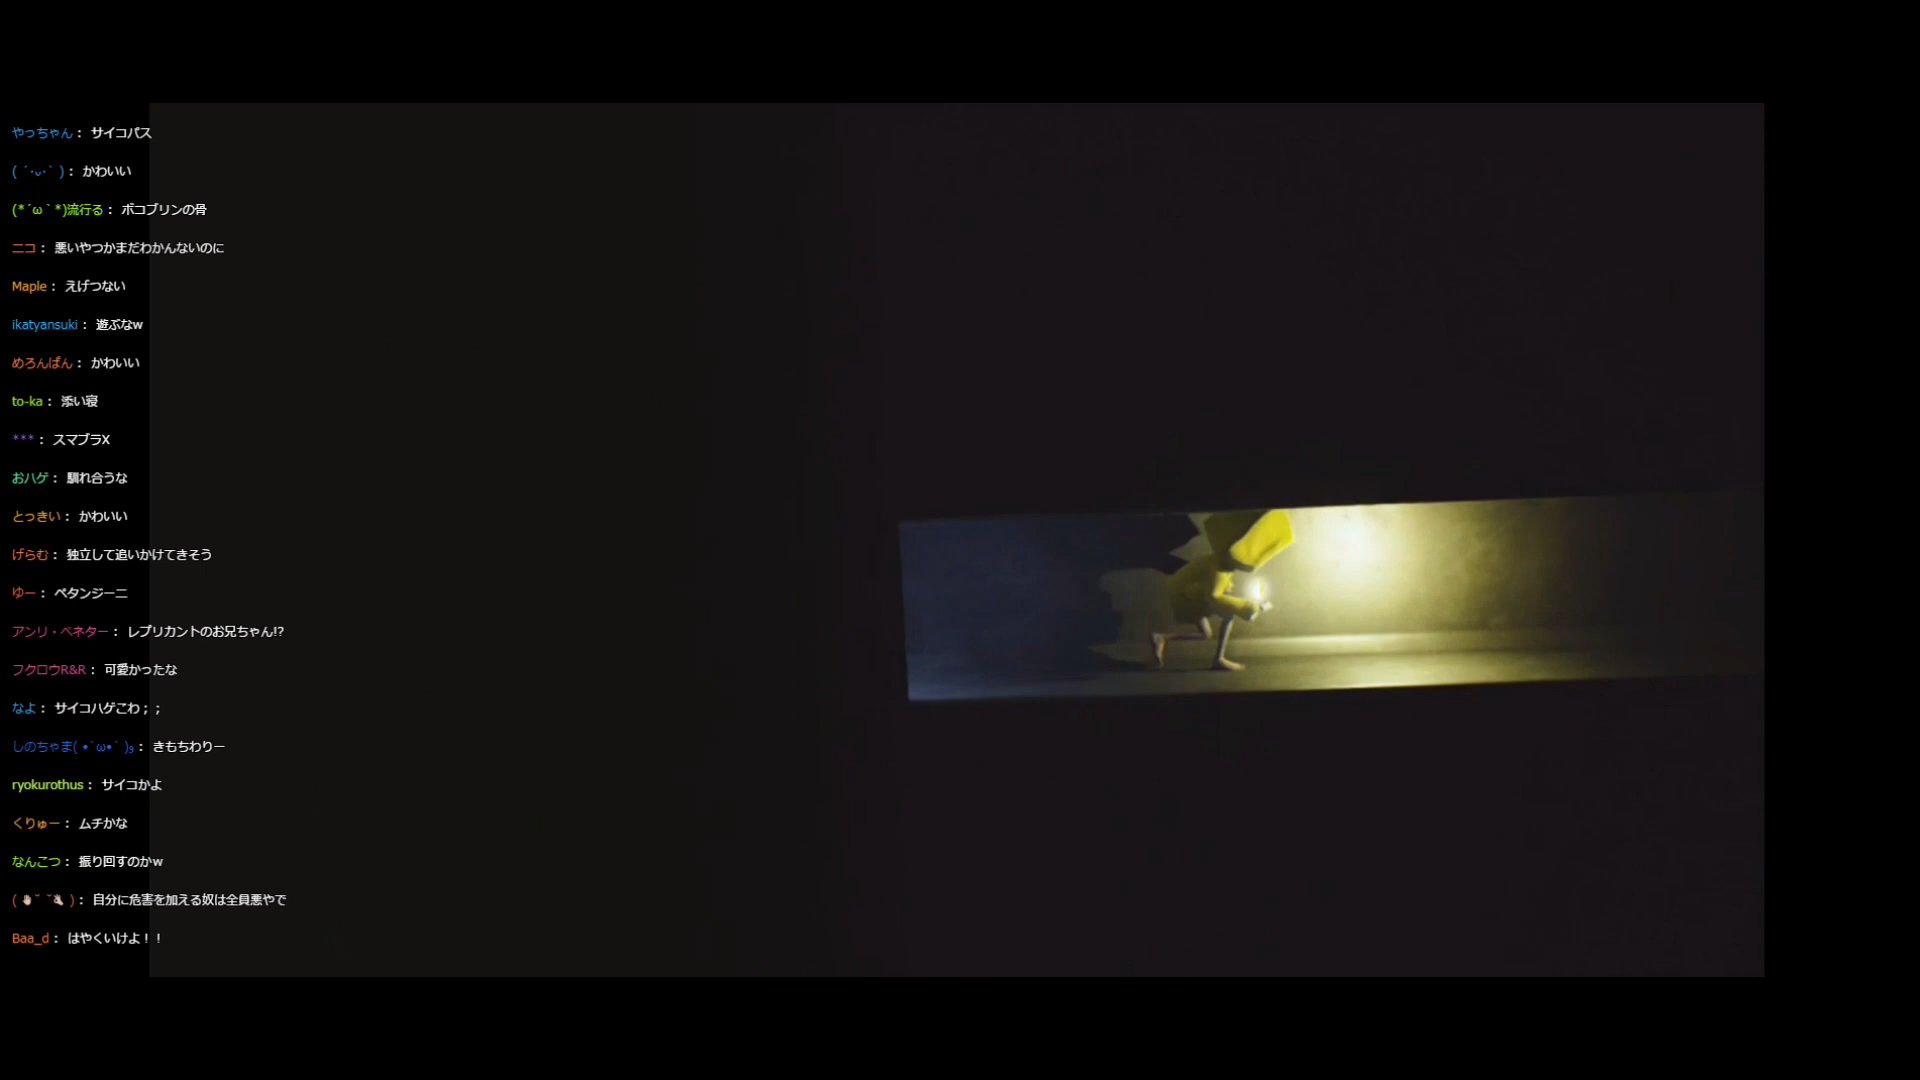 やっちゃん： サイコパス
( ´･ᴗ･` )： かわいい
(*´ω｀*)流行る： ボコブリンの骨
ニコ： 悪いやつかまだわかんないのに
Maple： えげつない
ikatyansuki： 遊ぶなw
めろんぱん： かわいい
to-ka： 添い寝
***： スマブラX
おハゲ： 馴れ合うな
とっきい： かわいい
げらむ： 独立して追いかけてきそう
ゆー： ペタンジーニ
アンリ・ベネター： レプリカントのお兄ちゃん!?
フクロウR&R： 可愛かったな
なよ： サイコハゲこわ；；
しのちゃま( •´ω•´ )₃： きもちわりー
ryokurothus： サイコかよ
くりゅー： ムチかな
なんこつ： 振り回すのかw
( 🤚˘ ˘👏 )： 自分に危害を加える奴は全員悪やで
Baa_d： はやくいけよ！！